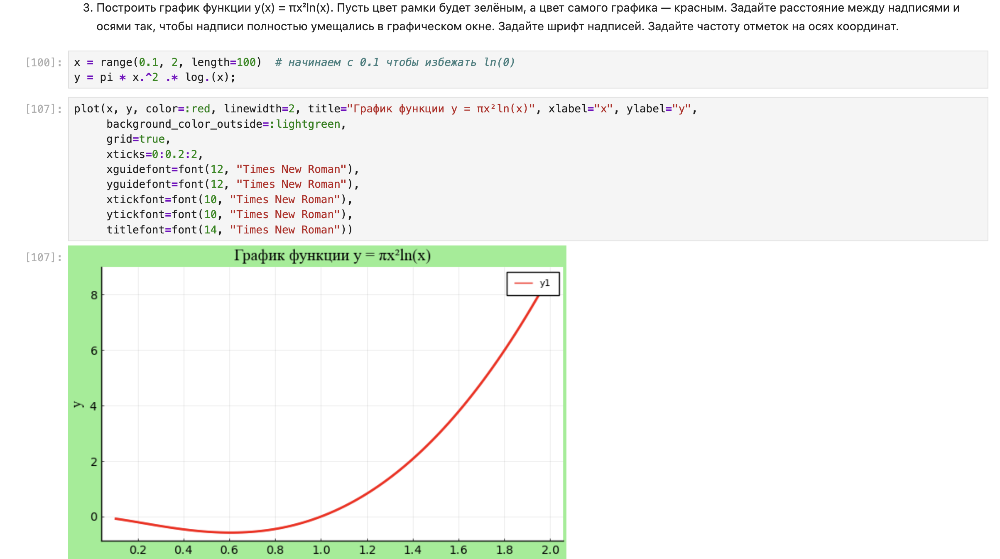 3. Построить график функции y(x) = πx²ln(x). Пусть цвет рамки будет зелёным, а цвет самого графика — красным. Задайте расстояние между надписями и
осями так, чтобы надписи полностью умещались в графическом окне. Задайте шрифт надписей. Задайте частоту отметок на осях координат.
[100]:
x = range(0.1, 2, length=100)  # начинаем с 0.1 чтобы избежать ln(0)
y = pi * x.^2 .* log.(x);
[107]:
plot(x, y, color=:red, linewidth=2, title="График функции y = πx²ln(x)", xlabel="x", ylabel="y",
     background_color_outside=:lightgreen,
     grid=true,
     xticks=0:0.2:2,
     xguidefont=font(12, "Times New Roman"),
     yguidefont=font(12, "Times New Roman"),
     xtickfont=font(10, "Times New Roman"),
     ytickfont=font(10, "Times New Roman"),
     titlefont=font(14, "Times New Roman"))
[107]:
График функции y = πx²ln(x)
y1
8
6
4
2
0
y
0.2 0.4 0.6 0.8 1.0 1.2 1.4 1.6 1.8 2.0